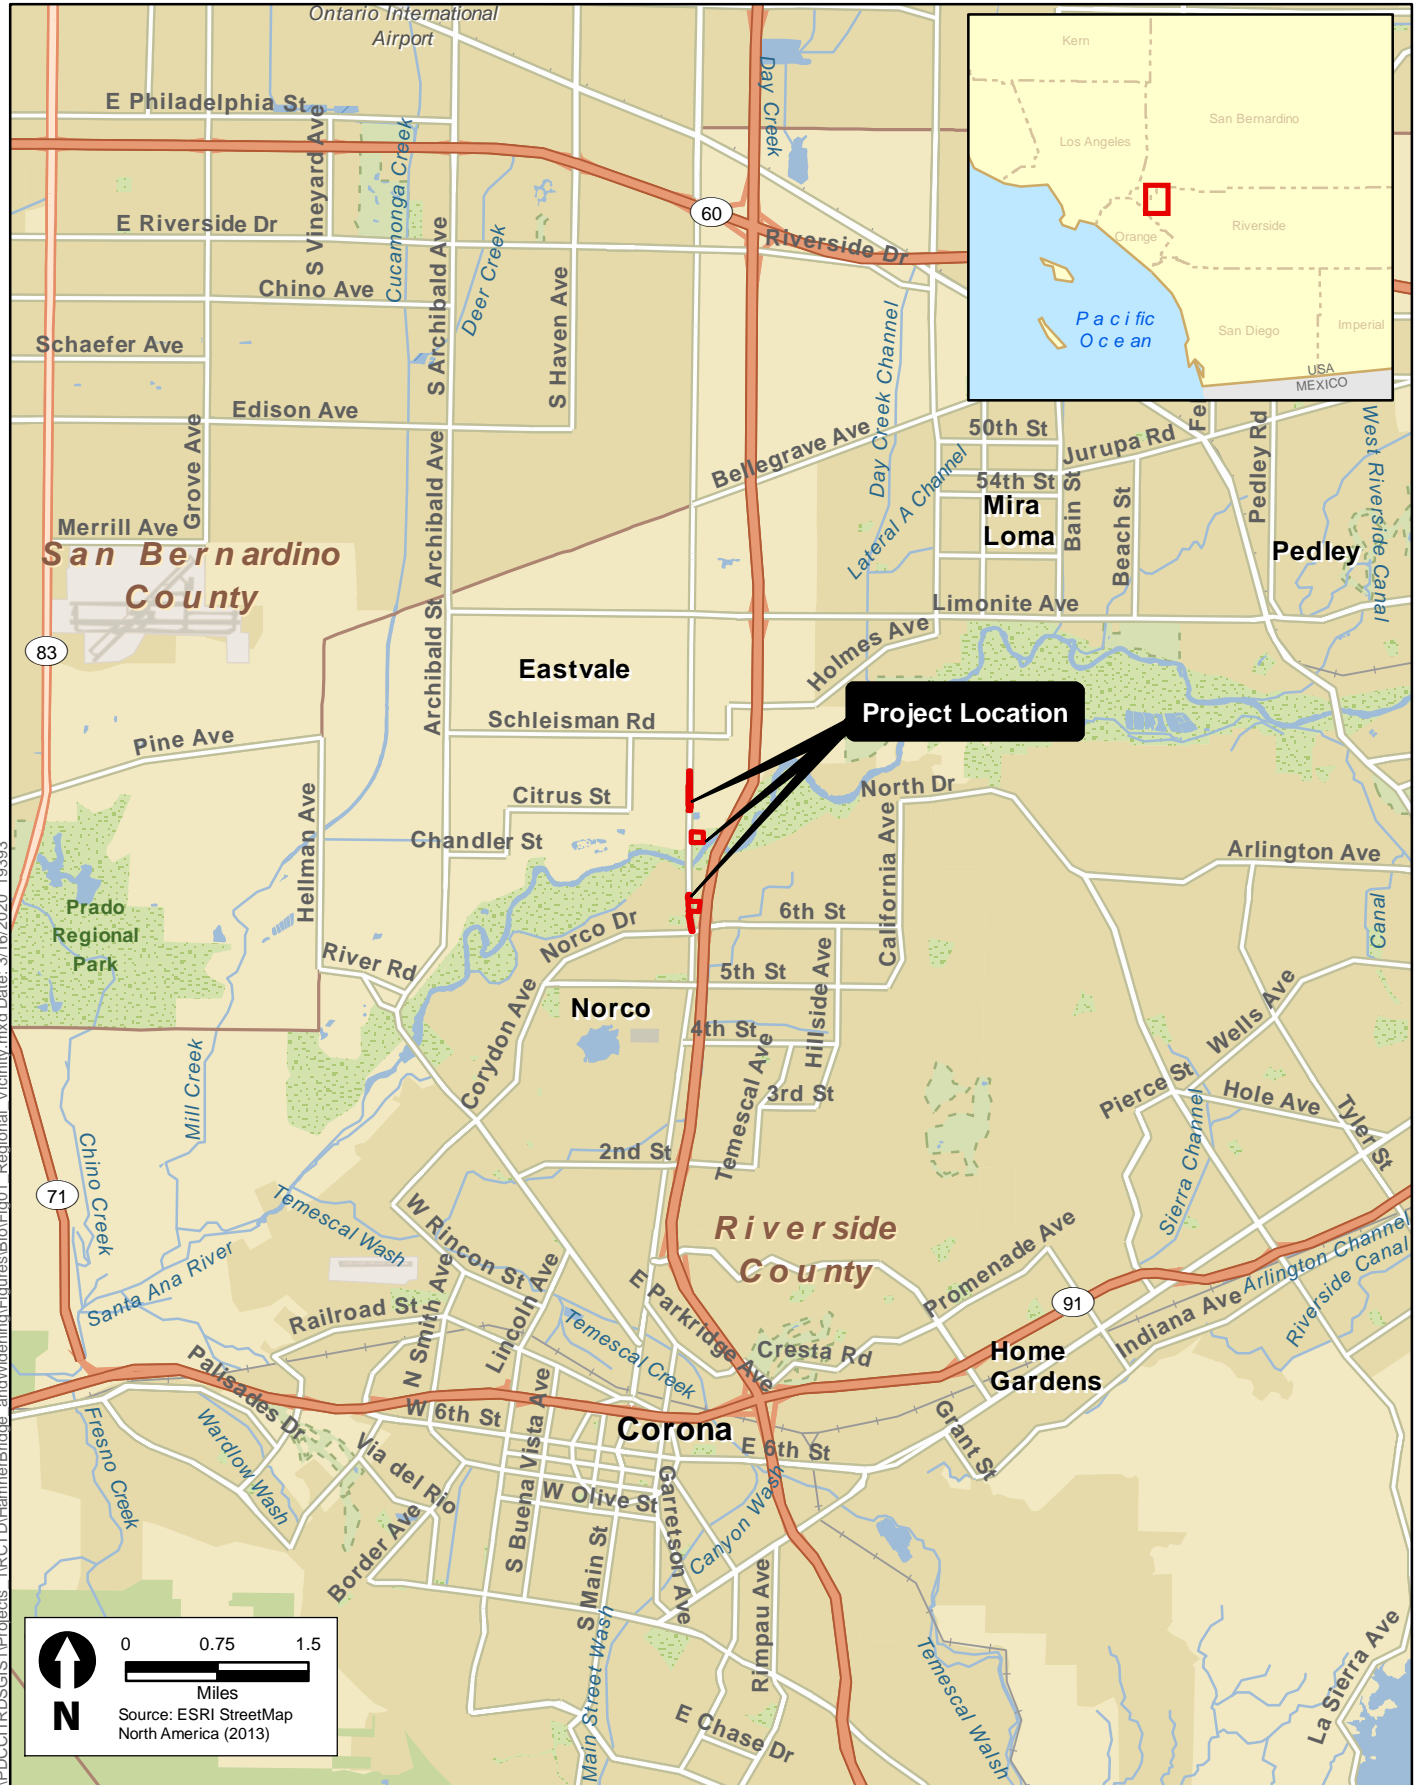 Ontario International
Airport
Day Creek
E Philadelphia St
S Vineyard Ave
Cucamonga Creek
60
E Riverside Dr
Riverside Dr
S Archibald Ave
Deer Creek
Chino Ave
S Haven Ave
Day Creek Channel
Schaefer Ave
Edison Ave
Grove Ave
Bellegrave Ave
Merrill Ave
San Bernardino
County
Archibald Ave
Archibald St
Archibald Ave
83
Kern
San Bernardino
Los Angeles
Orange
Riverside
Pacific
Ocean
San Diego
Imperial
USA
MEXICO
50th St
Jurupa Rd
Fe
Pedley Rd
West Riverside Canal
Lateral A Channel
54th St
Mira
Loma
Bain St
Beach St
Pedley
Limonite Ave
Holmes Ave
Eastvale
Project Location
Schleisman Rd
Pine Ave
Citrus St
North Dr
Chandler St
Hellman Ave
California Ave
Arlington Ave
Prado
Regional
Park
River Rd
Norco Dr
6th St
Canal
5th St
Hillside Ave
Norco
Corydon Ave
4th St
Temescal Ave
3rd St
Wells Ave
Pierce St
Hole Ave
Tyler St
Sierra Channel
Mill Creek
Chino Creek
2nd St
71
Temescal Wash
W Rincon St
Santa Ana River
Riverside
County
Promenade Ave
Arlington Channel
Riverside Canal
91
Railroad St
N Smith Ave
Lincoln Ave
E Parkridge Ave
Temescal Creek
Cresta Rd
Indiana Ave
Home
Gardens
Palisades Dr
W 6th St
Corona
E 6th St
Grant St
Fresno Creek
Wardlow Wash
Via del Rio
S Buena Vista Ave
W Olive St
Garretson Ave
Canyon Wash
Border Ave
S Main St
Rimpau Ave
Main Street Wash
E Chase Dr
Temescal Walsh
La Sierra Ave
N
0 0.75 1.5
Miles
Source: ESRI StreetMap
North America (2013)